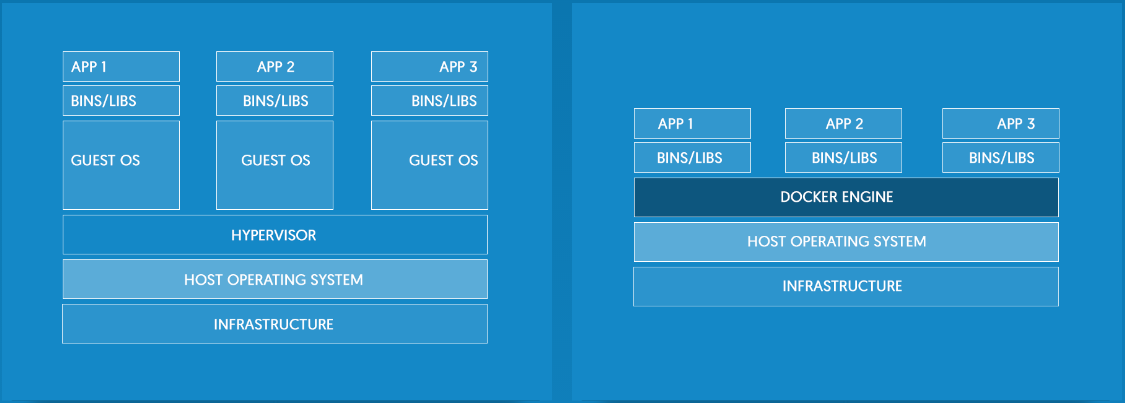 APP 1
APP 2
APP 3
BINS/LIBS
BINS/LIBS
BINS/LIBS
GUEST OS
GUEST OS
GUEST OS
HYPERVISOR
HOST OPERATING SYSTEM
INFRASTRUCTURE
APP 1
APP 2
APP 3
BINS/LIBS
BINS/LIBS
BINS/LIBS
DOCKER ENGINE
HOST OPERATING SYSTEM
INFRASTRUCTURE